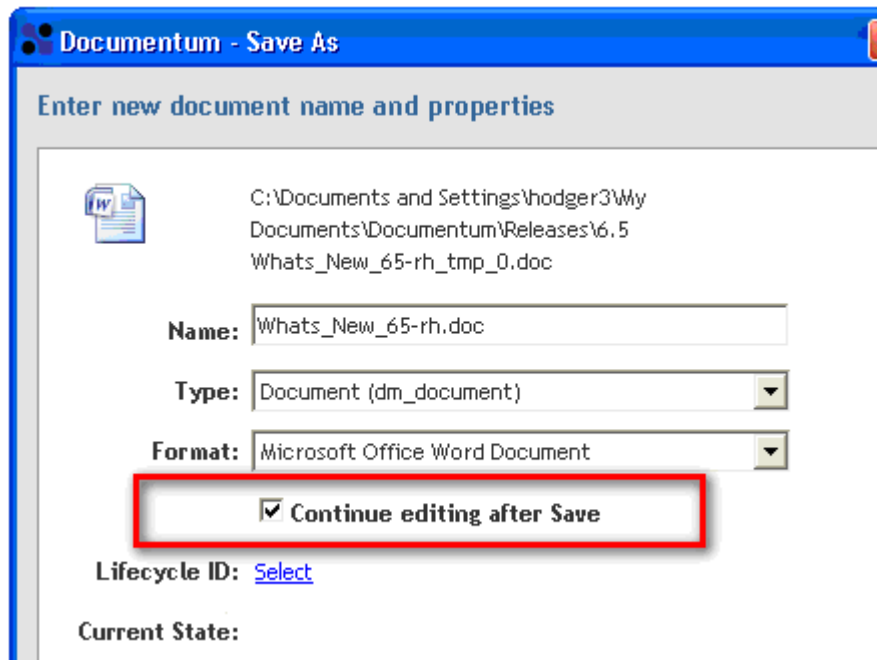 Documentum - Save As
Enter new document name and properties
C:\Documents and Settings\hodger3\My
Documents\Documentum\Releases\6.5
Whats_New_65-rh_tmp_0.doc
Name: Whats_New_65-rh.doc
Type: Document (dm_document)
Format: Microsoft Office Word Document
Continue editing after Save
Lifecycle ID: Select
Current State: